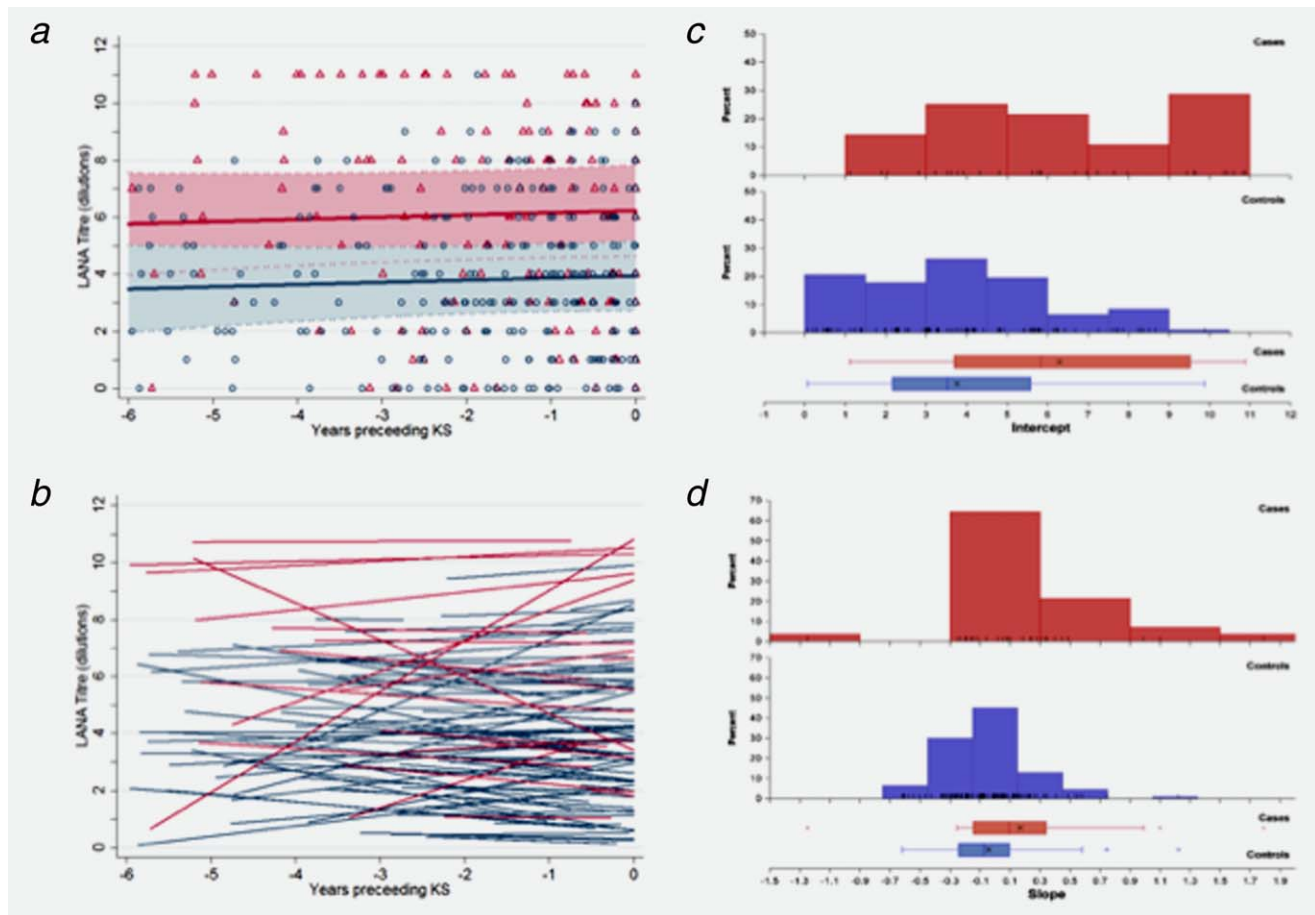 a
12
10
8
6
4
2
0
LANA Titre (dilutions)
-6 -5 -4 -3 -2 -1 0
Years preceeding KS
b
12
10
8
6
4
2
0
LANA Titre (dilutions)
-6 -5 -4 -3 -2 -1 0
Years preceeding KS
c
50
40
30
20
10
0
Percent
Cases
50
40
30
20
10
0
Percent
Controls
Cases
Controls
-1 0 1 2 3 4 5 6 7 8 9 10 11 12
Intercept
d
70
60
50
40
30
20
10
0
Percent
Cases
70
60
50
40
30
20
10
0
Percent
Controls
Cases
Controls
-1.5 -1.3 -1.1 -0.9 -0.7 -0.5 -0.3 -0.1 0.1 0.3 0.5 0.7 0.9 1.1 1.3 1.5 1.7 1.9
Slope